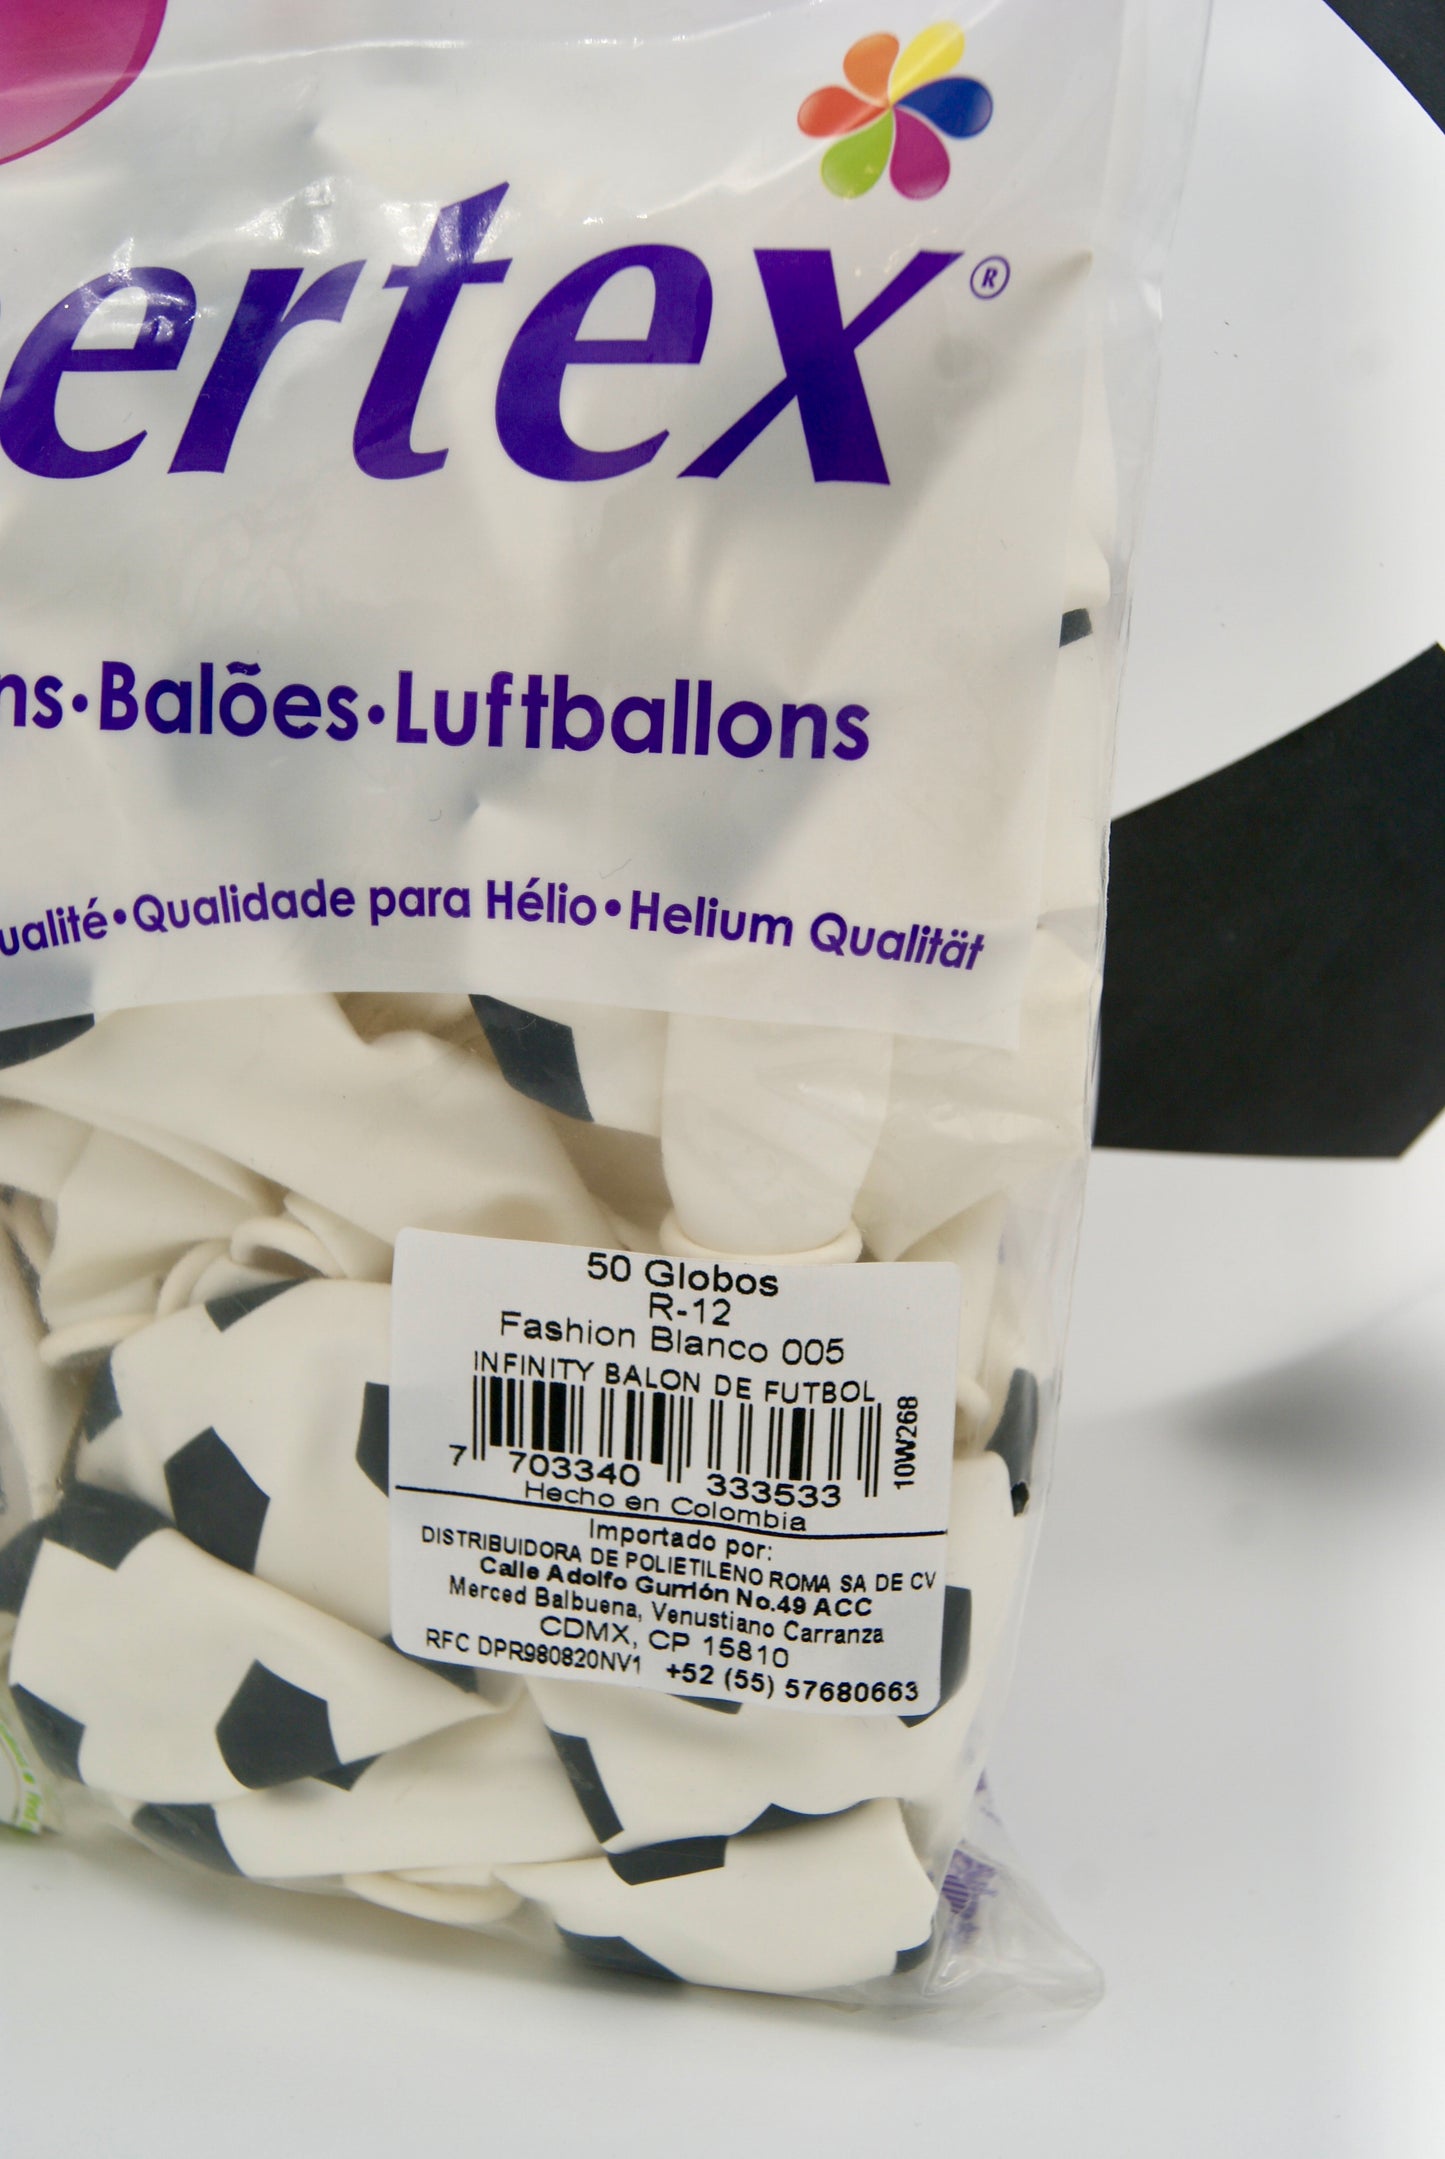 ertex®
ns•Balões•Luftballons
ualité•Qualidade para Hélio•Helium Qualität
50 Globos
R-12
Fashion Blanco 005
INFINITY BALON DE FUTBOL
10W268
7 703340 333533
Hecho en Colombia
Importado por:
DISTRIBUIDORA DE POLIETILENO ROMA SA DE CV
Calle Adolfo Gurrión No.49 ACC
Merced Balbuena, Venustiano Carranza
CDMX, CP 15810
RFC DPR980820NV1 +52 (55) 57680663